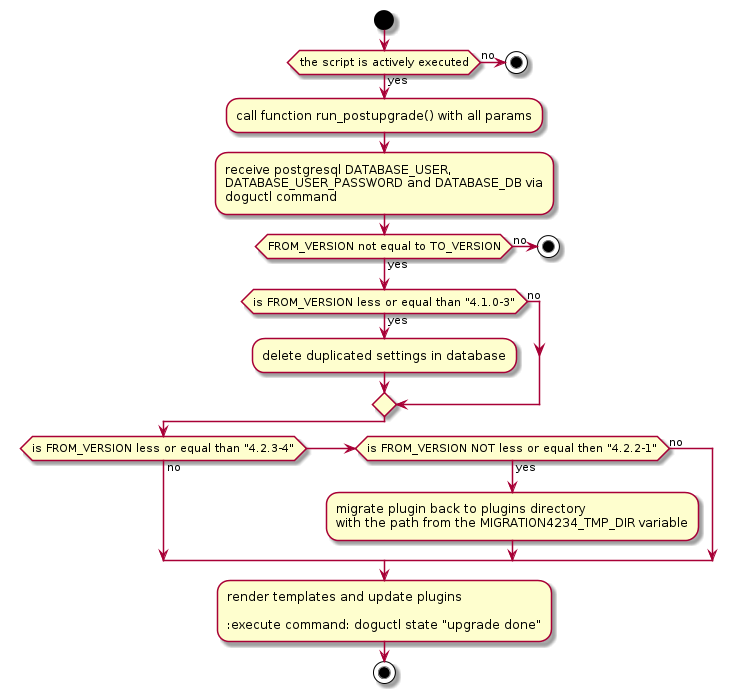 the script is actively executed
no
yes
call function run_postupgrade() with all params
receive postgresql DATABASE_USER,
DATABASE_USER_PASSWORD and DATABASE_DB via
doguctl command
FROM_VERSION not equal to TO_VERSION
no
yes
is FROM_VERSION less or equal than "4.1.0-3"
no
yes
delete duplicated settings in database
is FROM_VERSION less or equal than "4.2.3-4"
no
is FROM_VERSION NOT less or equal then "4.2.2-1"
no
yes
migrate plugin back to plugins directory
with the path from the MIGRATION4234_TMP_DIR variable
render templates and update plugins
:execute command: doguctl state "upgrade done"